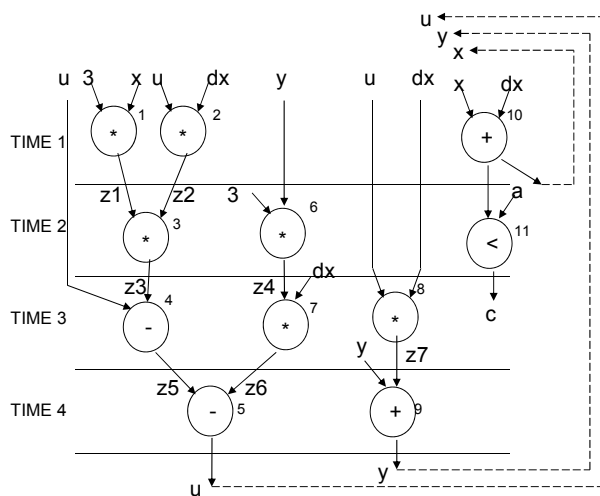 u
y
x
u 3 x u dx y u dx x dx
1 2 10
TIME 1 * * +
z1 z2 3 a
TIME 2 3 6 11
* * <
z3 z4 dx
4 7 8 c
TIME 3 - * *
y z7
z5 z6
TIME 4 - 5 + 9
y
u